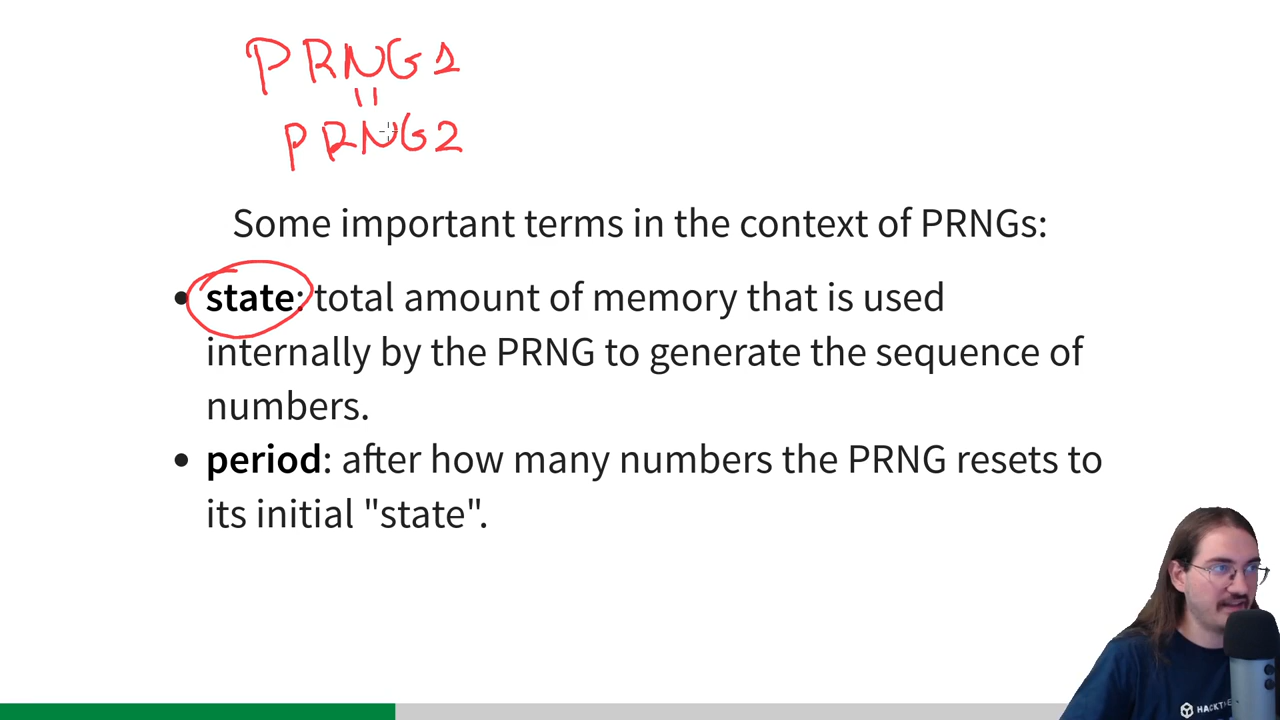 PRNG1
=
PRNG2
Some important terms in the context of PRNGs:
• state: total amount of memory that is used
internally by the PRNG to generate the sequence of
numbers.
• period: after how many numbers the PRNG resets to
its initial "state".